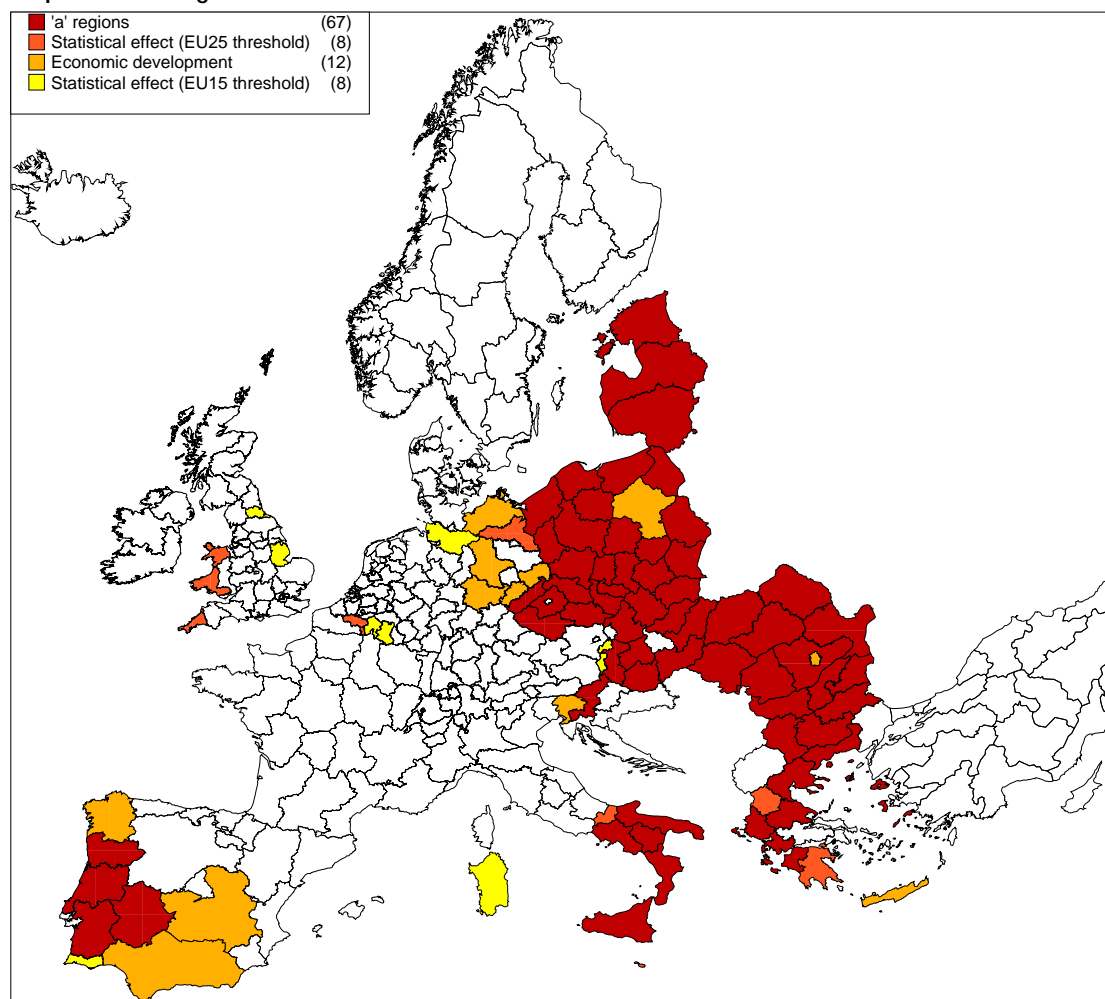 'a' regions (67)
Statistical effect (EU25 threshold) (8)
Economic development (12)
Statistical effect (EU15 threshold) (8)